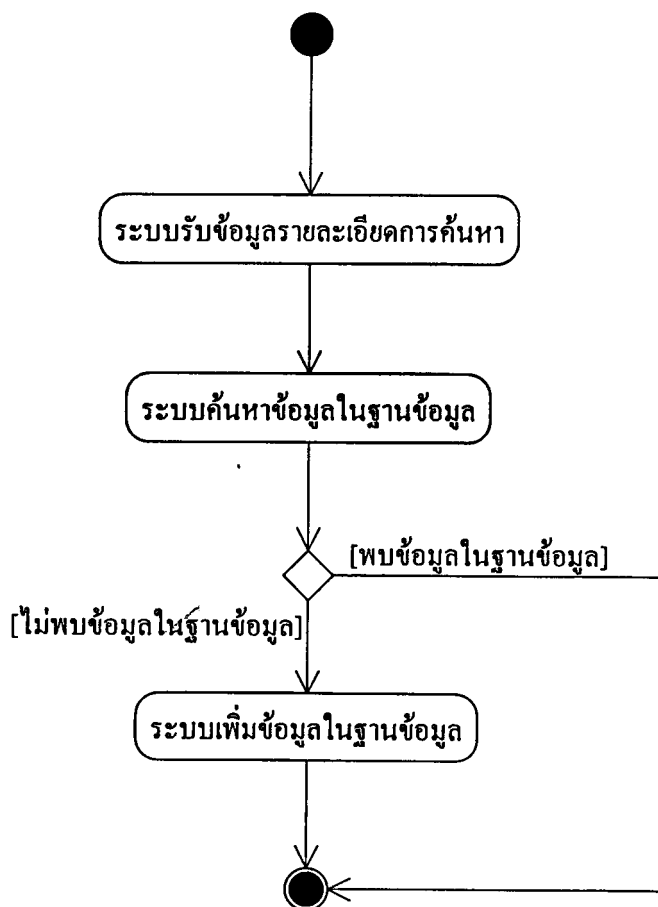 ระบบรับข้อมูลรายละเอียดการค้นหา
ระบบค้นหาข้อมูลในฐานข้อมูล
[พบข้อมูลในฐานข้อมูล]
[ไม่พบข้อมูลในฐานข้อมูล]
ระบบเพิ่มข้อมูลในฐานข้อมูล